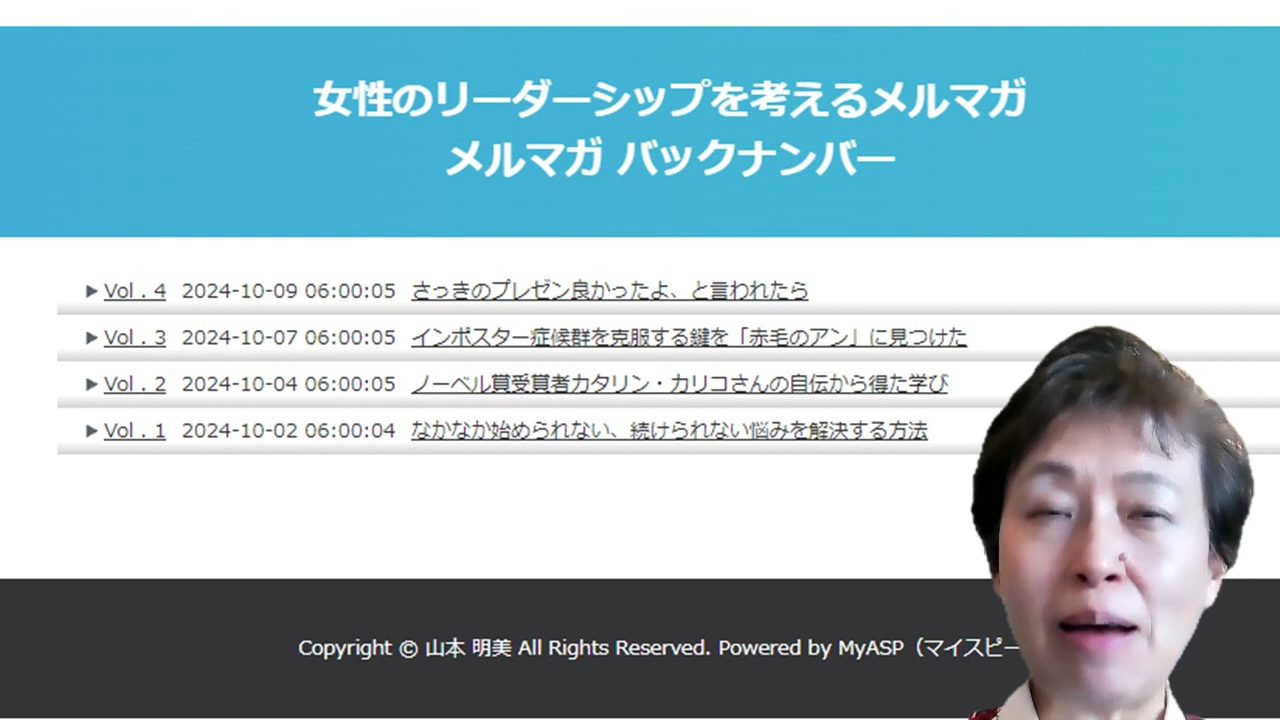 女性のリーダーシップを考えるメルマガ
メルマガ バックナンバー
▶ Vol . 4 2024-10-09 06:00:05 さっきのプレゼン良かったよ、と言われたら
▶ Vol . 3 2024-10-07 06:00:05 インポスター症候群を克服する鍵を「赤毛のアン」に見つけた
▶ Vol . 2 2024-10-04 06:00:05 ノーベル賞受賞者カタリン・カリコさんの自伝から得た学び
▶ Vol . 1 2024-10-02 06:00:04 なかなか始められない、続けられない悩みを解決する方法
Copyright © 山本 明美 All Rights Reserved. Powered by MyASP（マイスピー